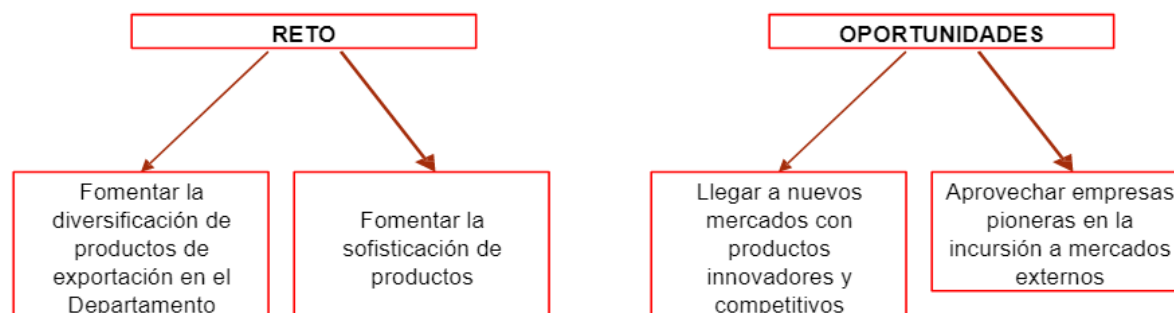 RETO
Fomentar la
diversificación de
productos de
exportación en el
Departamento
Fomentar la
sofisticación de
productos
OPORTUNIDADES
Llegar a nuevos
mercados con
productos
innovadores y
competitivos
Aprovechar empresas
pioneras en la
incursión a mercados
externos